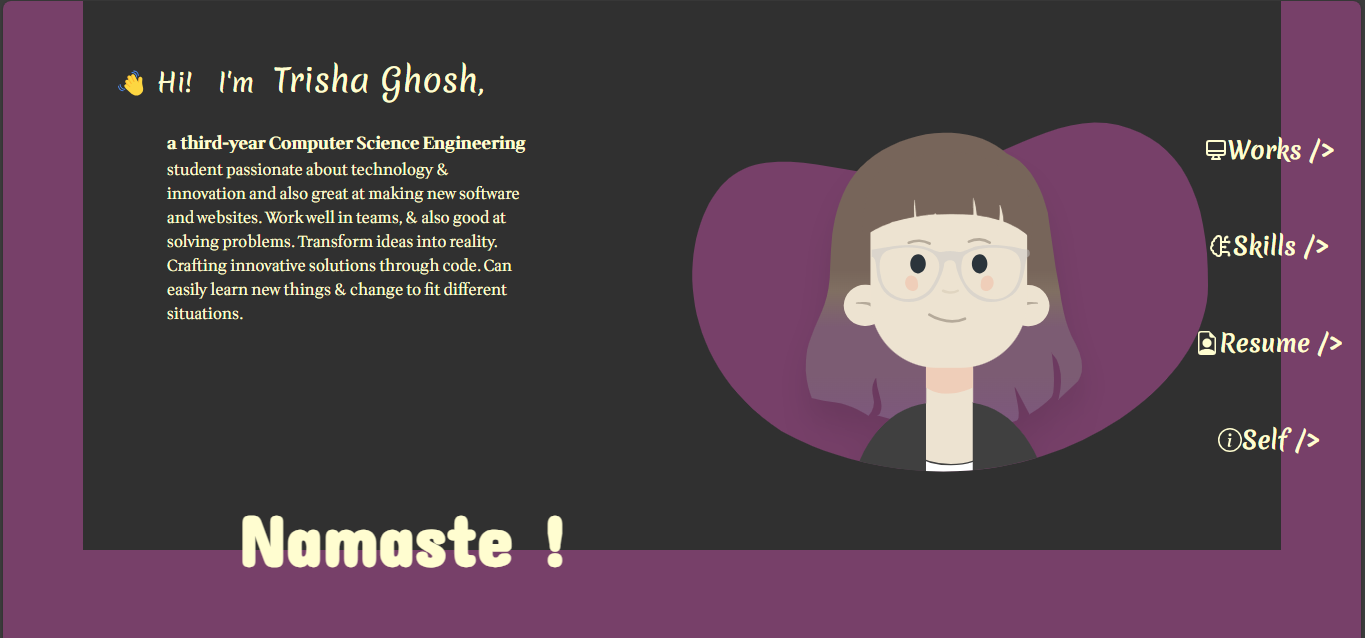 👋 Hi! I'm Trisha Ghosh,
a third-year Computer Science Engineering
student passionate about technology &
innovation and also great at making new software
and websites. Work well in teams, & also good at
solving problems. Transform ideas into reality.
Crafting innovative solutions through code. Can
easily learn new things & change to fit different
situations.
Works />
Skills />
Resume />
Self />
Namaste !